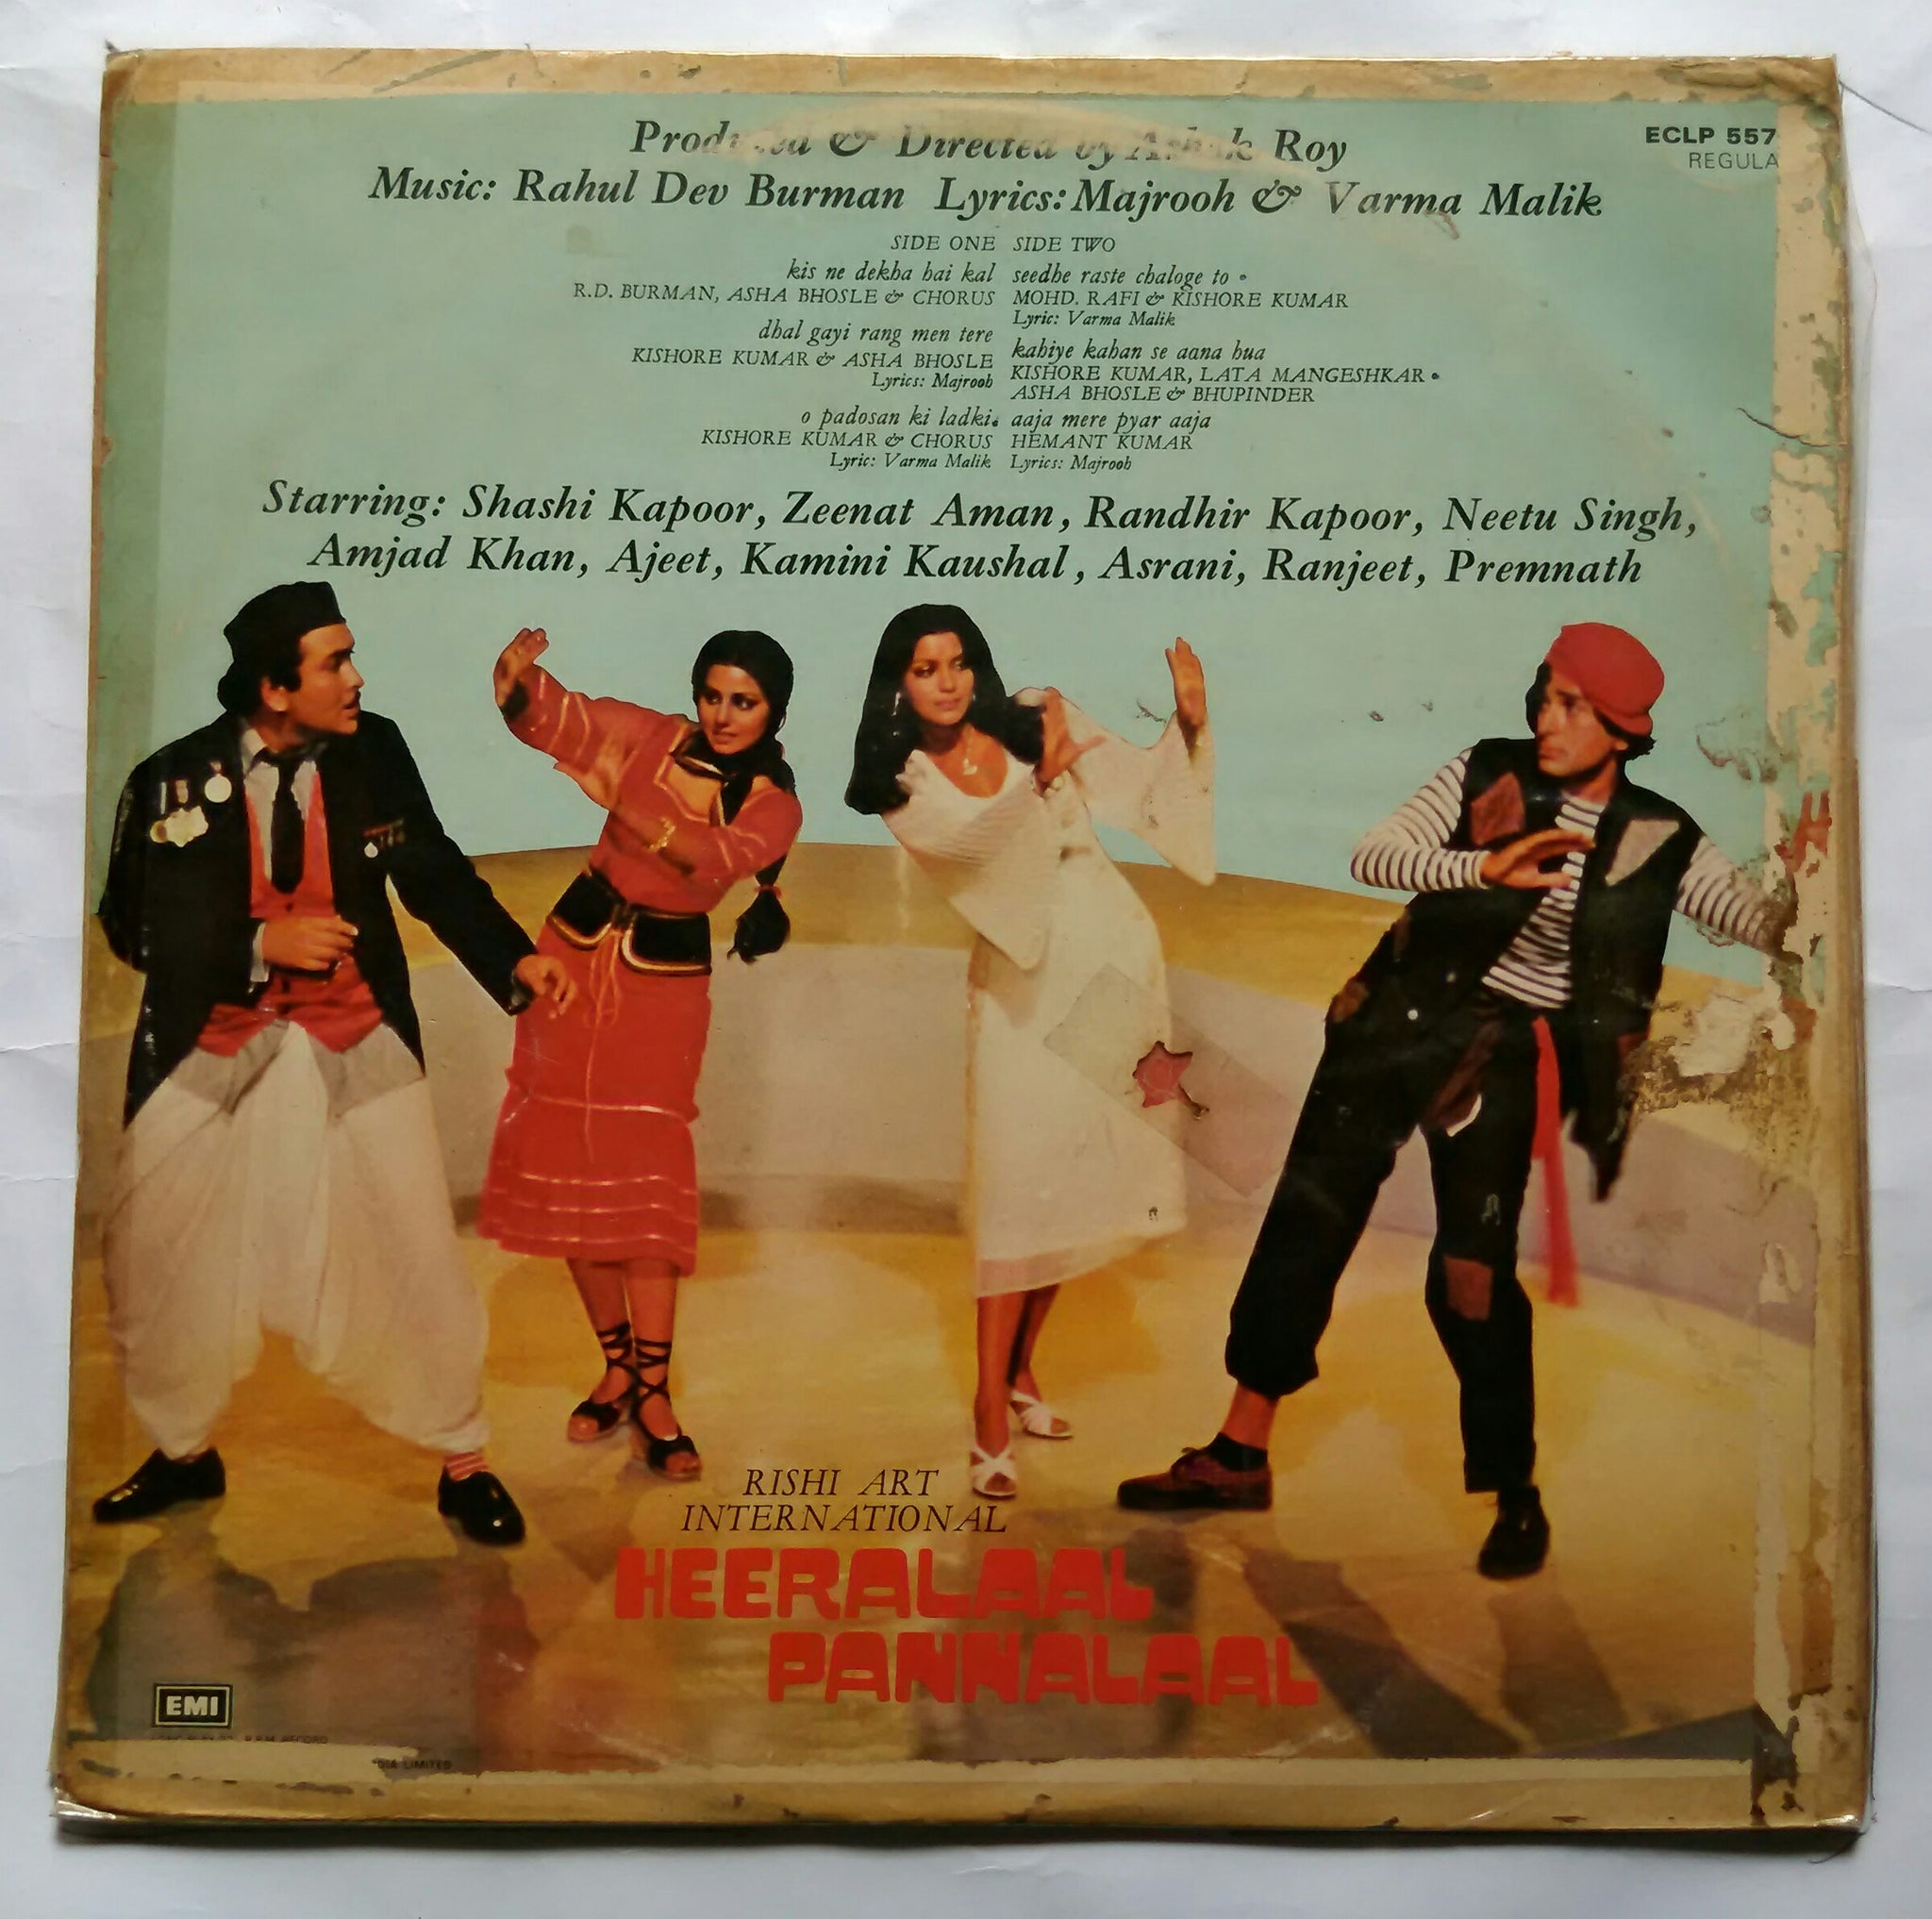 & Directed by Roy
ECLP 557
REGULA
Music: Rahul Dev Burman Lyrics: Majrooh & Varma Malik
SIDE ONE
kis ne dekha hai kal
R.D. BURMAN, ASHA BHOSLE & CHORUS
dhal gayi rang men tere
KISHORE KUMAR & ASHA BHOSLE
Lyrics: Majrooh
o padosan ki ladki
KISHORE KUMAR & CHORUS
Lyric: Varma Malik
SIDE TWO
seedhe raste chaloge to
MOHD. RAFI & KISHORE KUMAR
Lyric: Varma Malik
kahiye kahan se aana hua
KISHORE KUMAR, LATA MANGESHKAR
ASHA BHOSLE & BHUPINDER
aaja mere pyar aaja
HEMANT KUMAR
Lyrics: Majrooh
Starring: Shashi Kapoor, Zeenat Aman, Randhir Kapoor, Neetu Singh,
Amjad Khan, Ajeet, Kamini Kaushal, Asrani, Ranjeet, Premnath
RISHI ART
INTERNATIONAL
HEERALAAL
PANNALAAL
EMI
R.P.M. RECORD
LIMITED